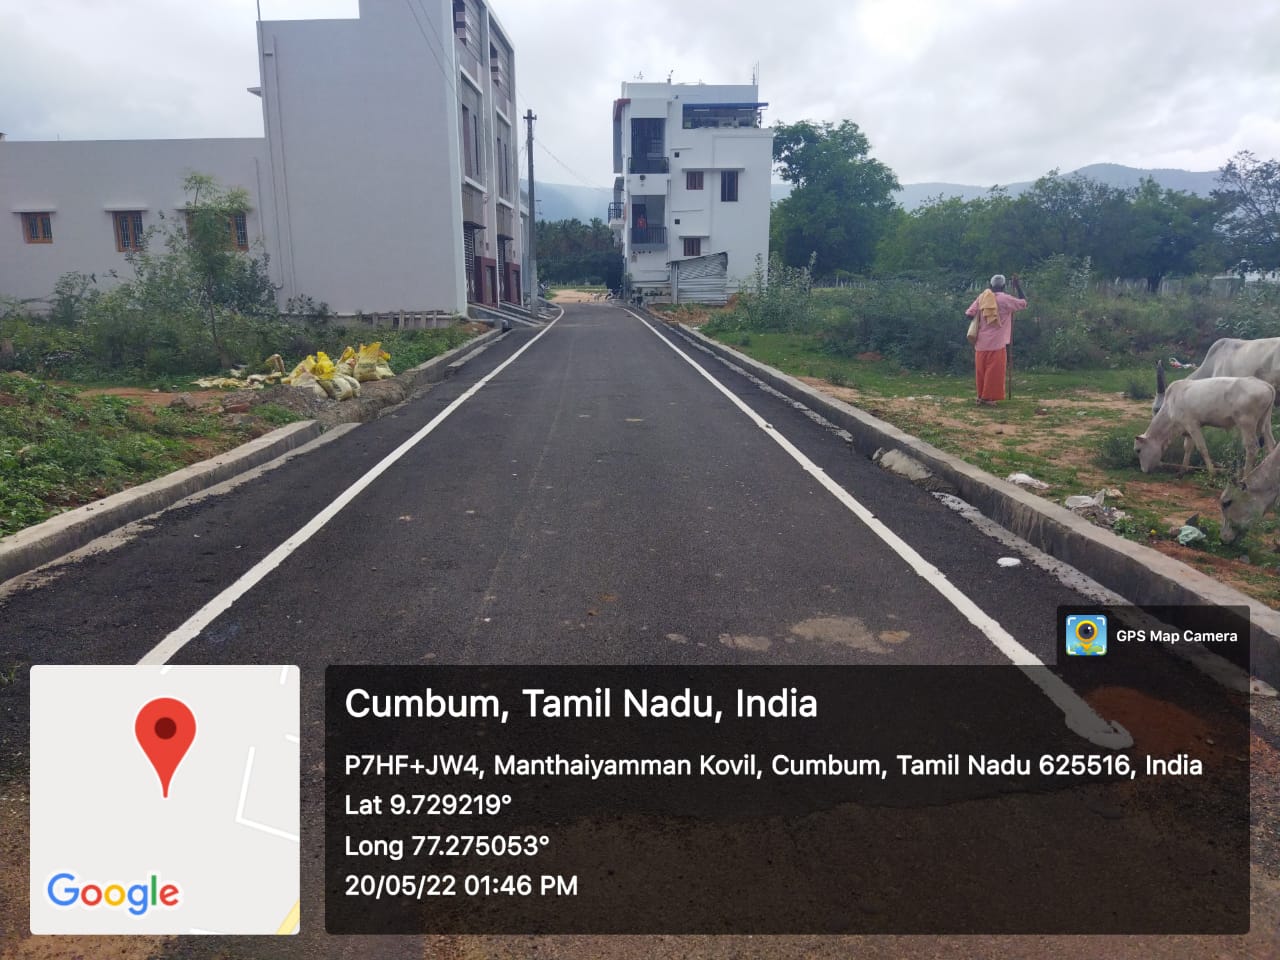 GPS Map Camera
Cumbum, Tamil Nadu, India
P7HF+JW4, Manthaiyamman Kovil, Cumbum, Tamil Nadu 625516, India
Lat 9.729219°
Long 77.275053°
20/05/22 01:46 PM
Google